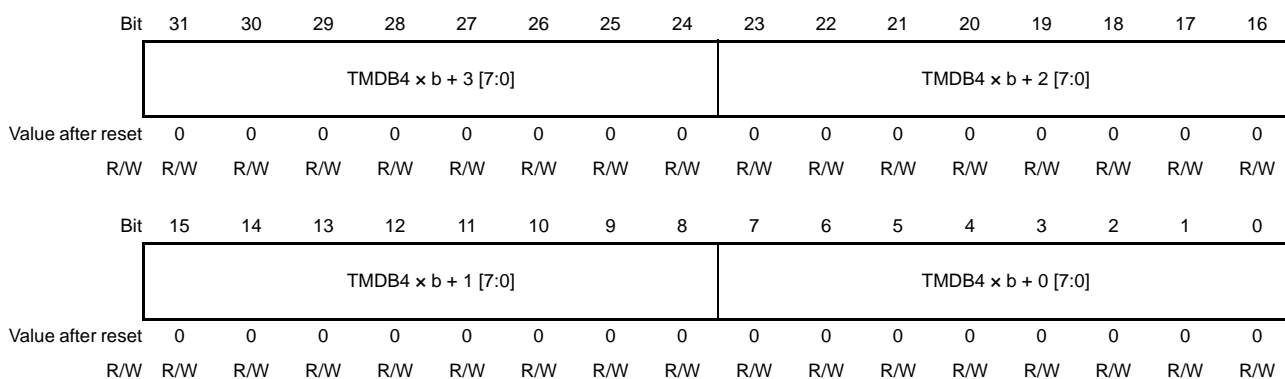 Bit 31 30 29 28 27 26 25 24 23 22 21 20 19 18 17 16
TMDB4 × b + 3 [7:0] TMDB4 × b + 2 [7:0]
Value after reset 0 0 0 0 0 0 0 0 0 0 0 0 0 0 0 0
R/W R/W R/W R/W R/W R/W R/W R/W R/W R/W R/W R/W R/W R/W R/W R/W R/W
Bit 15 14 13 12 11 10 9 8 7 6 5 4 3 2 1 0
TMDB4 × b + 1 [7:0] TMDB4 × b + 0 [7:0]
Value after reset 0 0 0 0 0 0 0 0 0 0 0 0 0 0 0 0
R/W R/W R/W R/W R/W R/W R/W R/W R/W R/W R/W R/W R/W R/W R/W R/W R/W